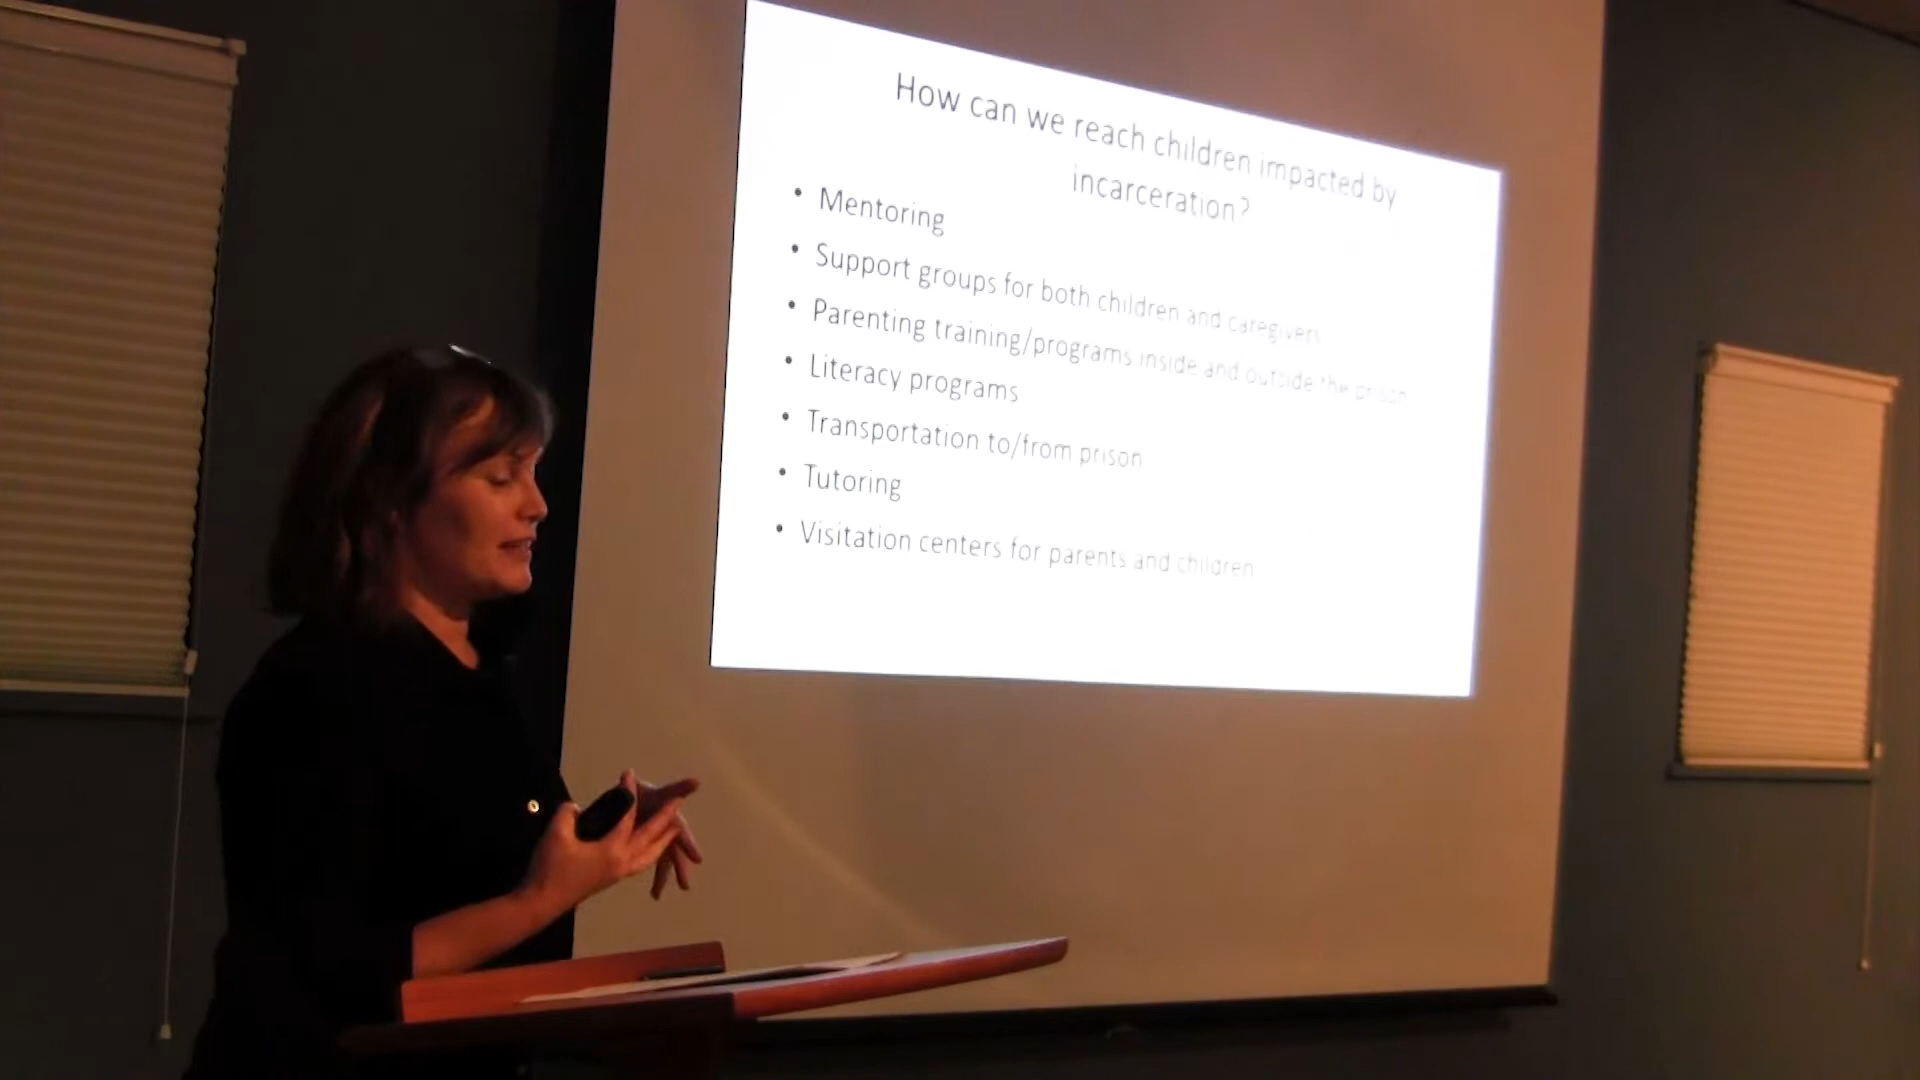 How can we reach children impacted by
incarceration?
• Mentoring
• Support groups for both children and caregivers
• Parenting training/programs inside and outside the prison
• Literacy programs
• Transportation to/from prison
• Tutoring
• Visitation centers for parents and children